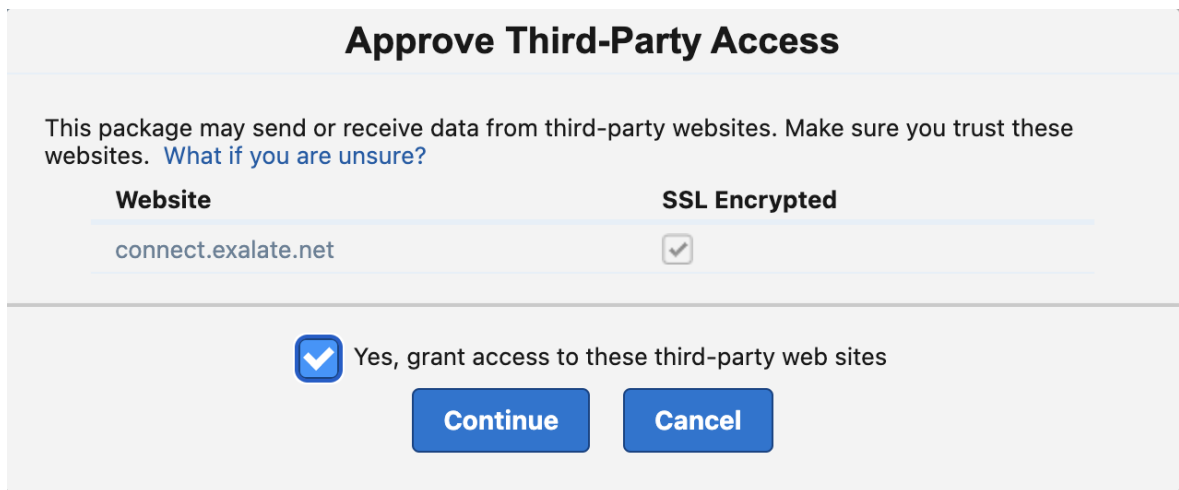 Approve Third-Party Access
This package may send or receive data from third-party websites. Make sure you trust these
websites. What if you are unsure?
Website SSL Encrypted
connect.exalate.net
Yes, grant access to these third-party web sites
Continue Cancel